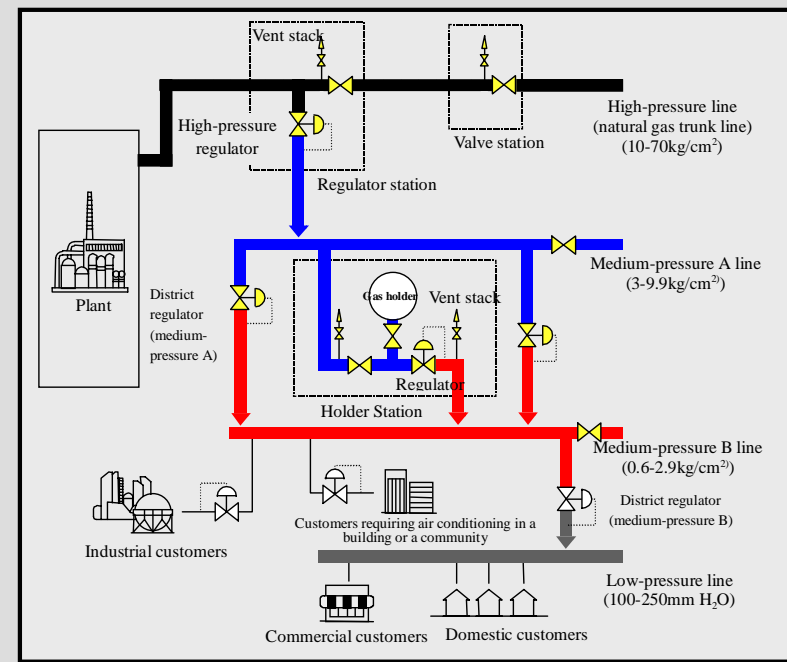 Vent stack
High-pressure
regulator
Regulator station
Valve station
High-pressure line
(natural gas trunk line)
(10-70kg/cm²)
Plant
District
regulator
(medium-
pressure A)
Gas holder
Vent stack
Regulator
Holder Station
Medium-pressure A line
(3-9.9kg/cm²⁾)
Medium-pressure B line
(0.6-2.9kg/cm²⁾)
District regulator
(medium-pressure B)
Industrial customers
Customers requiring air conditioning in a
building or a community
Low-pressure line
(100-250mm H₂O)
Commercial customers
Domestic customers